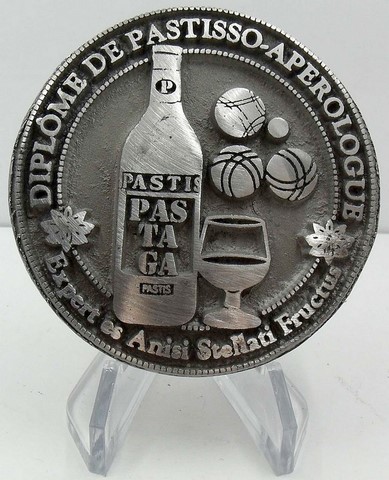 DIPLÔME DE PASTISSO-APEROLOGUE
P
PASTIS
PAS
TA
GA
PASTIS
Expert es Anisi Stellati Fructus